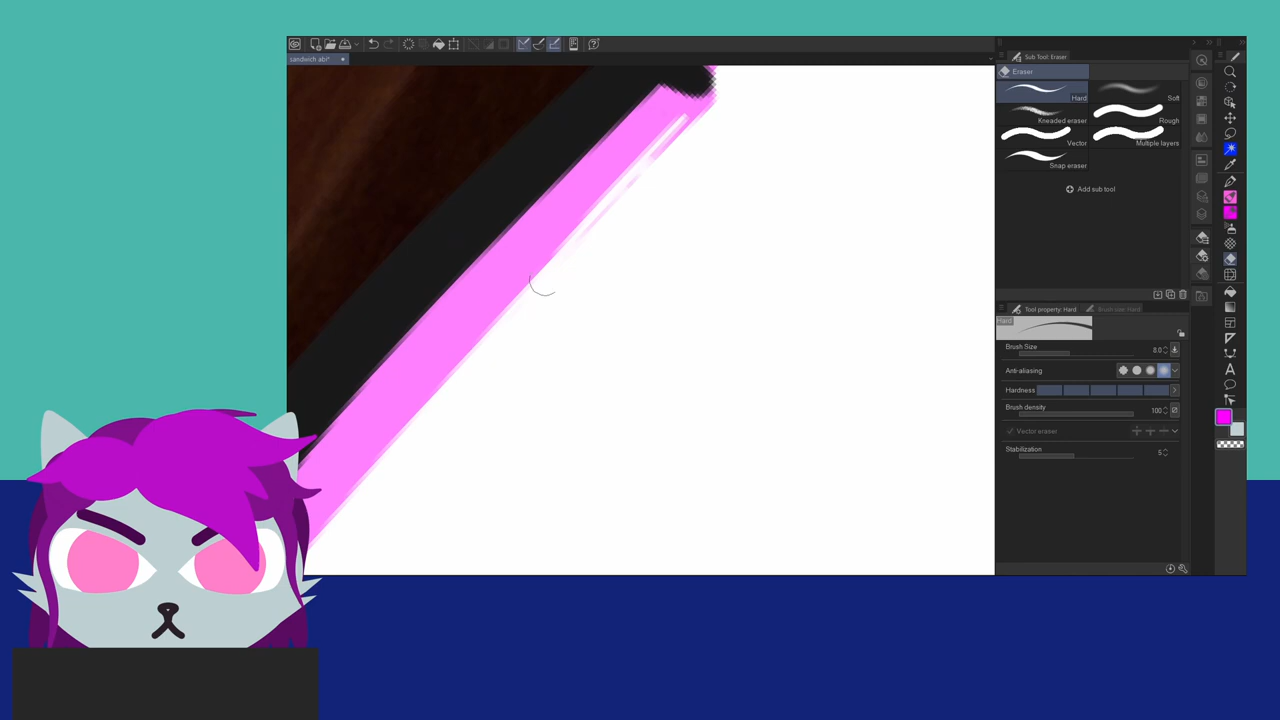 sandwich abi*
Sub Tool: Eraser
Eraser
Hard
Soft
Kneaded eraser
Rough
Vector
Multiple layers
Snap eraser
Add sub tool
Tool property: Hard
Brush size: Hard
Hard
Brush Size
8.0
Anti-aliasing
Hardness
Brush density
100
Vector eraser
Stabilization
5
A